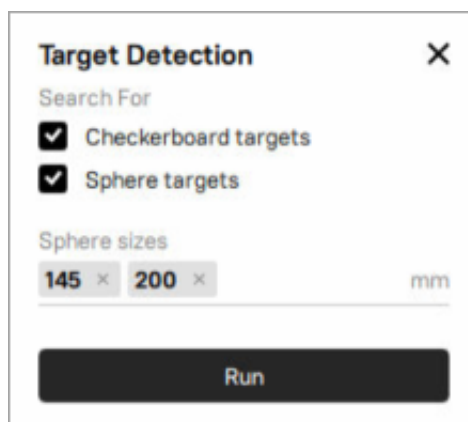 Target Detection
Search For
Checkerboard targets
Sphere targets
Sphere sizes
145 × 200 × mm
Run